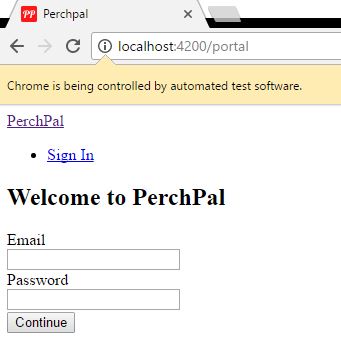 PP Perchpal
localhost:4200/portal
Chrome is being controlled by automated test software.
PerchPal
Sign In
Welcome to PerchPal
Email
Password
Continue